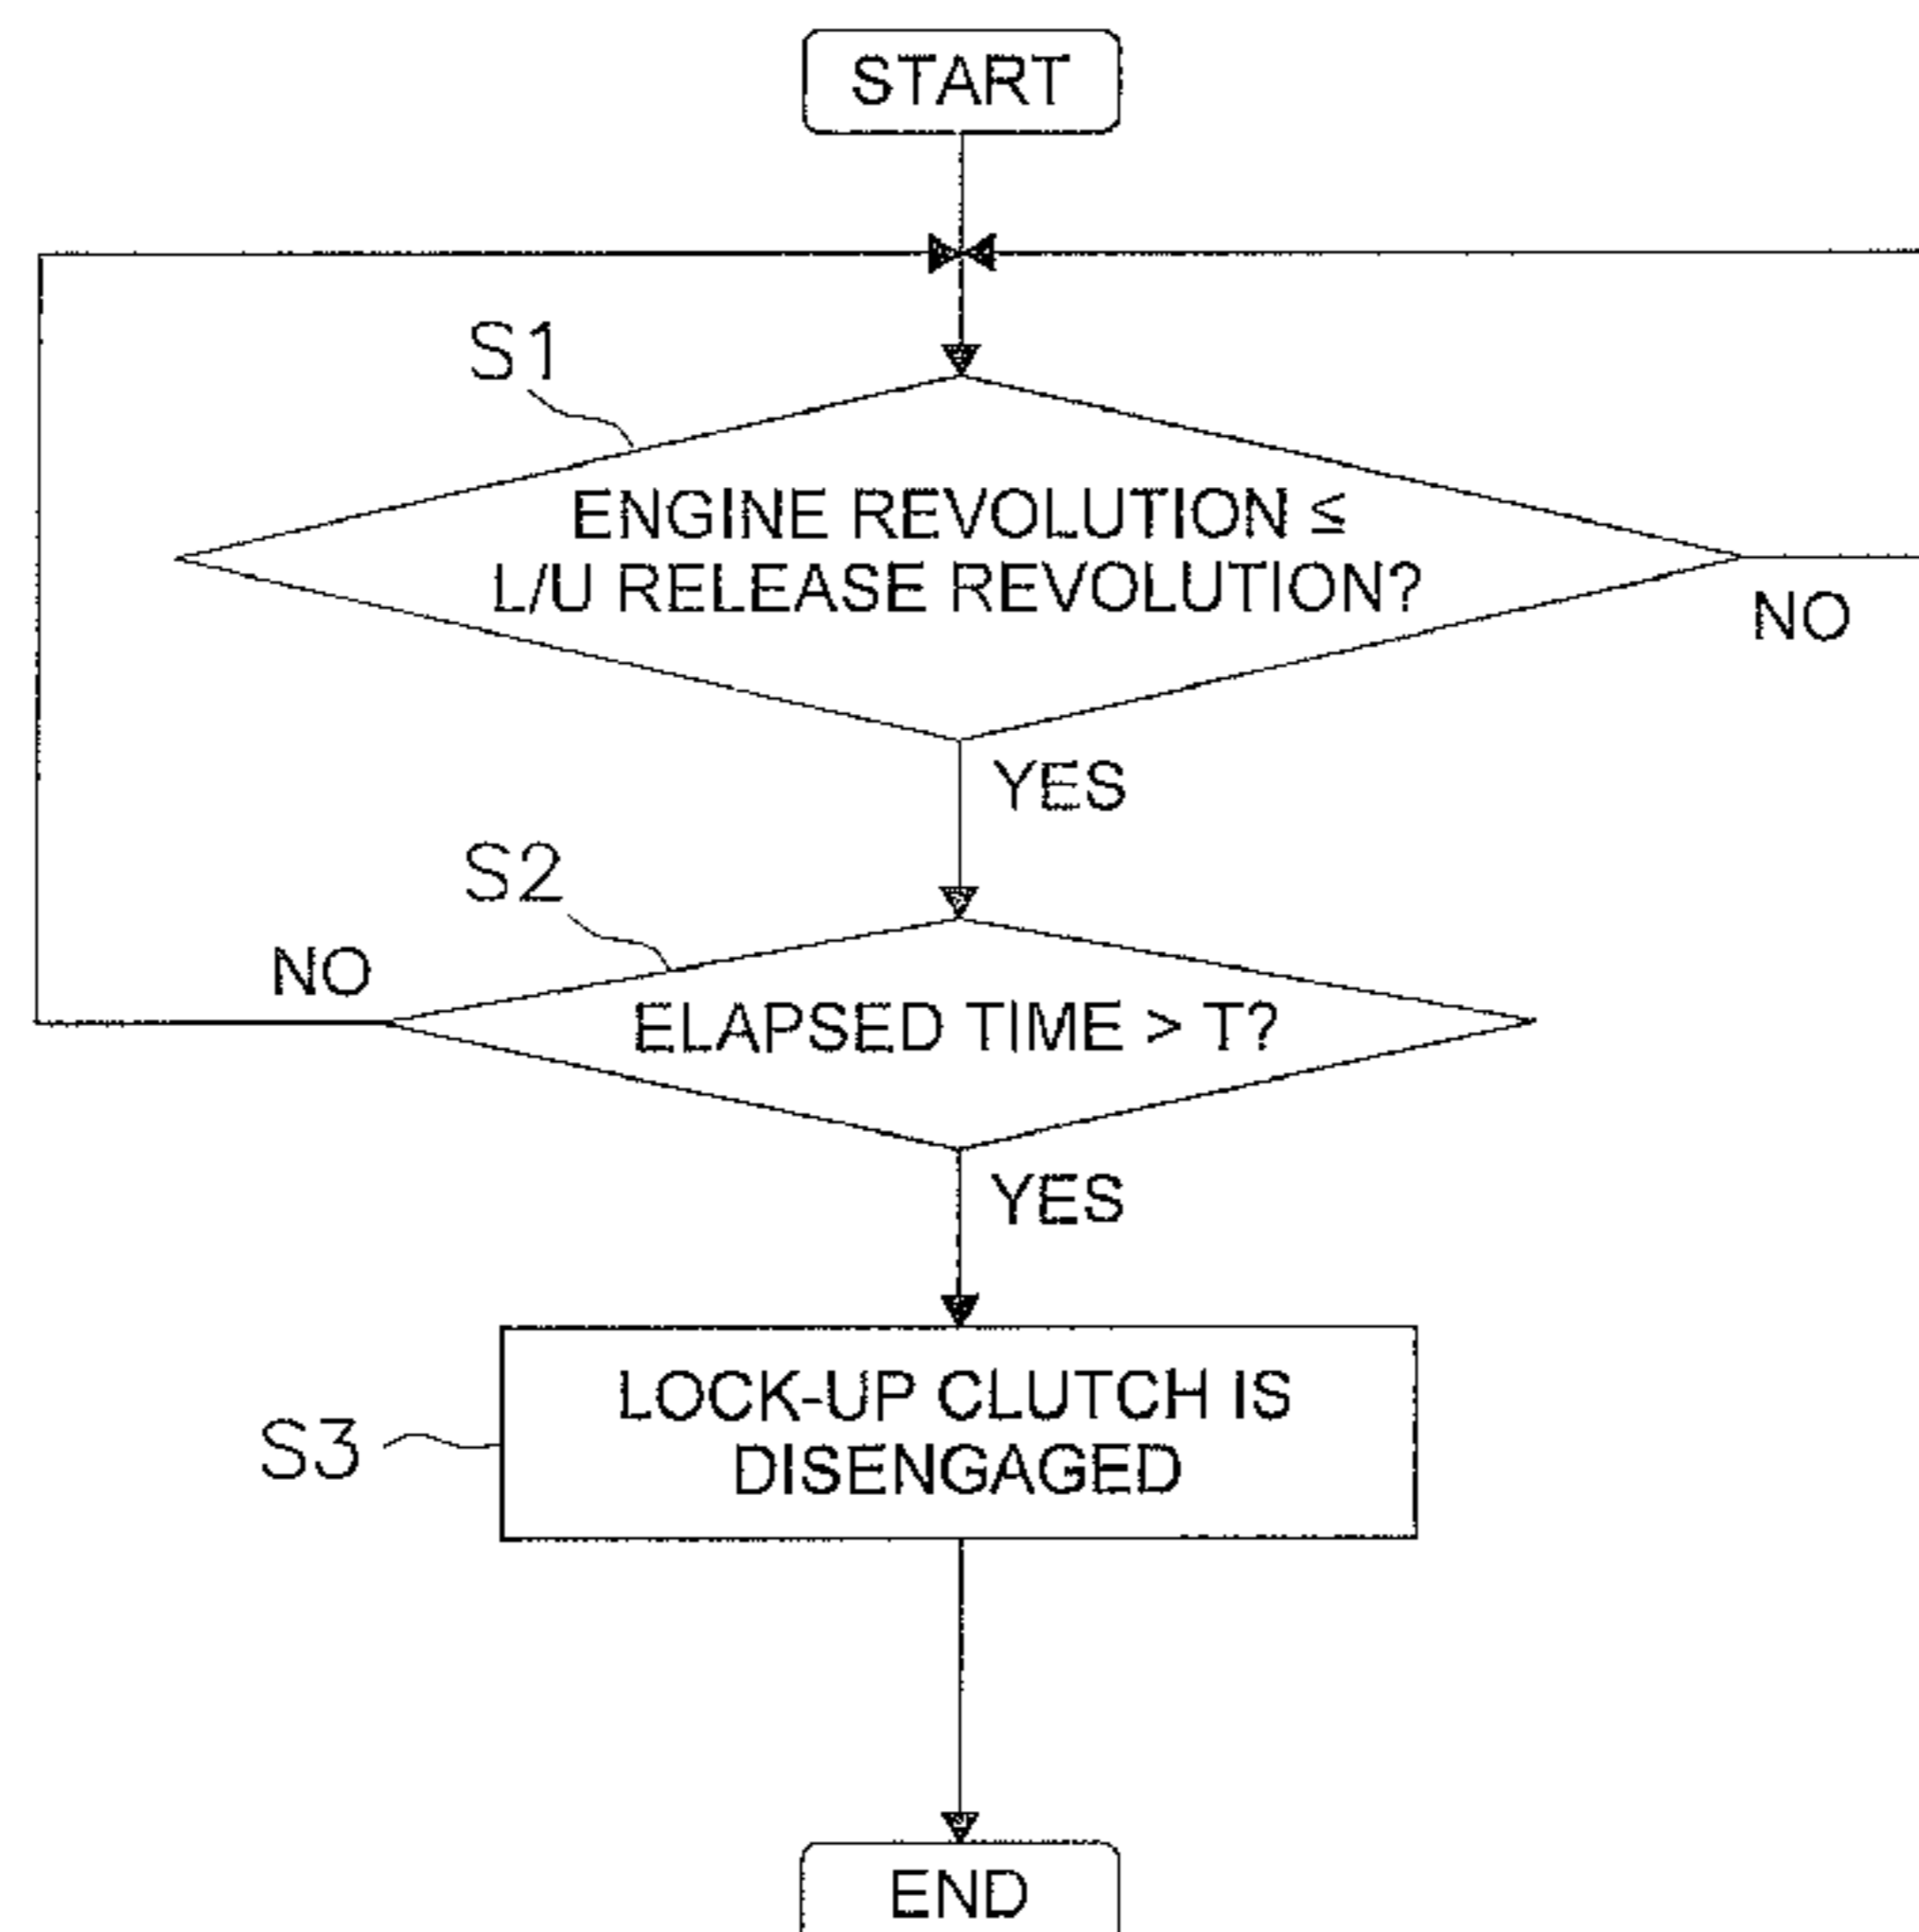 START
S1
ENGINE REVOLUTION ≤
L/U RELEASE REVOLUTION?
NO
YES
S2
NO
ELAPSED TIME > T?
YES
LOCK-UP CLUTCH IS
DISENGAGED
S3
END